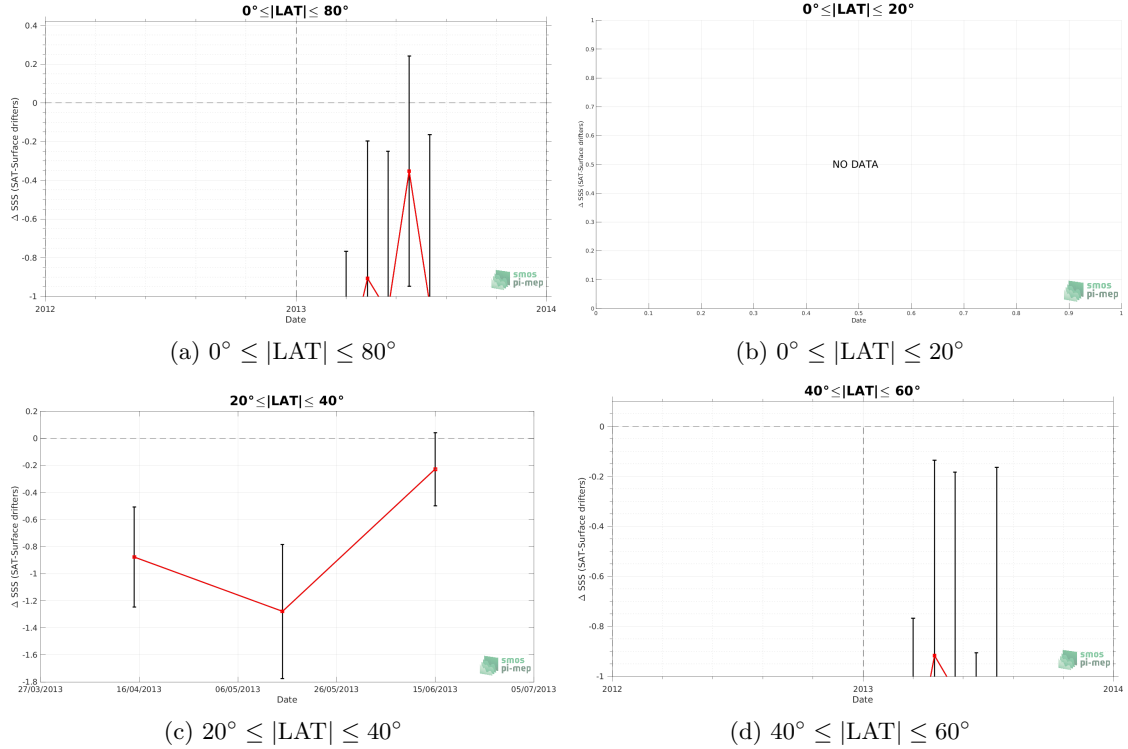 0°≤|LAT|≤ 80°
0.4
0.2
0
-0.2
-0.4
-0.6
-0.8
-1
Δ SSS (SAT-Surface drifters)
smos
pi-mep
2012
2013
2014
Date
(a) 0° ≤ |LAT| ≤ 80°
0°≤|LAT|≤ 20°
1
0.9
0.8
0.7
0.6
0.5
0.4
0.3
0.2
0.1
0
Δ SSS (SAT-Surface drifters)
NO DATA
smos
pi-mep
0 0.1 0.2 0.3 0.4 0.5 0.6 0.7 0.8 0.9 1
Date
(b) 0° ≤ |LAT| ≤ 20°
20°≤|LAT|≤ 40°
0.2
0
-0.2
-0.4
-0.6
-0.8
-1
-1.2
-1.4
-1.6
-1.8
Δ SSS (SAT-Surface drifters)
smos
pi-mep
27/03/2013 16/04/2013 06/05/2013 26/05/2013 15/06/2013 05/07/2013
Date
(c) 20° ≤ |LAT| ≤ 40°
40°≤|LAT|≤ 60°
0
-0.2
-0.4
-0.6
-0.8
-1
Δ SSS (SAT-Surface drifters)
smos
pi-mep
2012 2013 2014
Date
(d) 40° ≤ |LAT| ≤ 60°